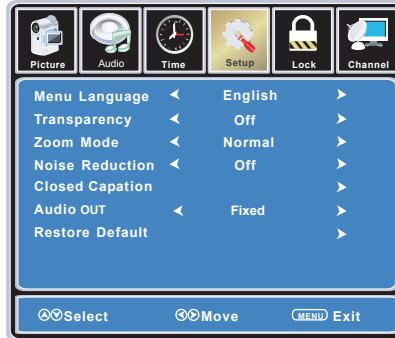 Picture Audio Time Setup Lock Channel
Menu Language English
Transparency Off
Zoom Mode Normal
Noise Reduction Off
Closed Capation
Audio OUT Fixed
Restore Default
Select Move MENU Exit